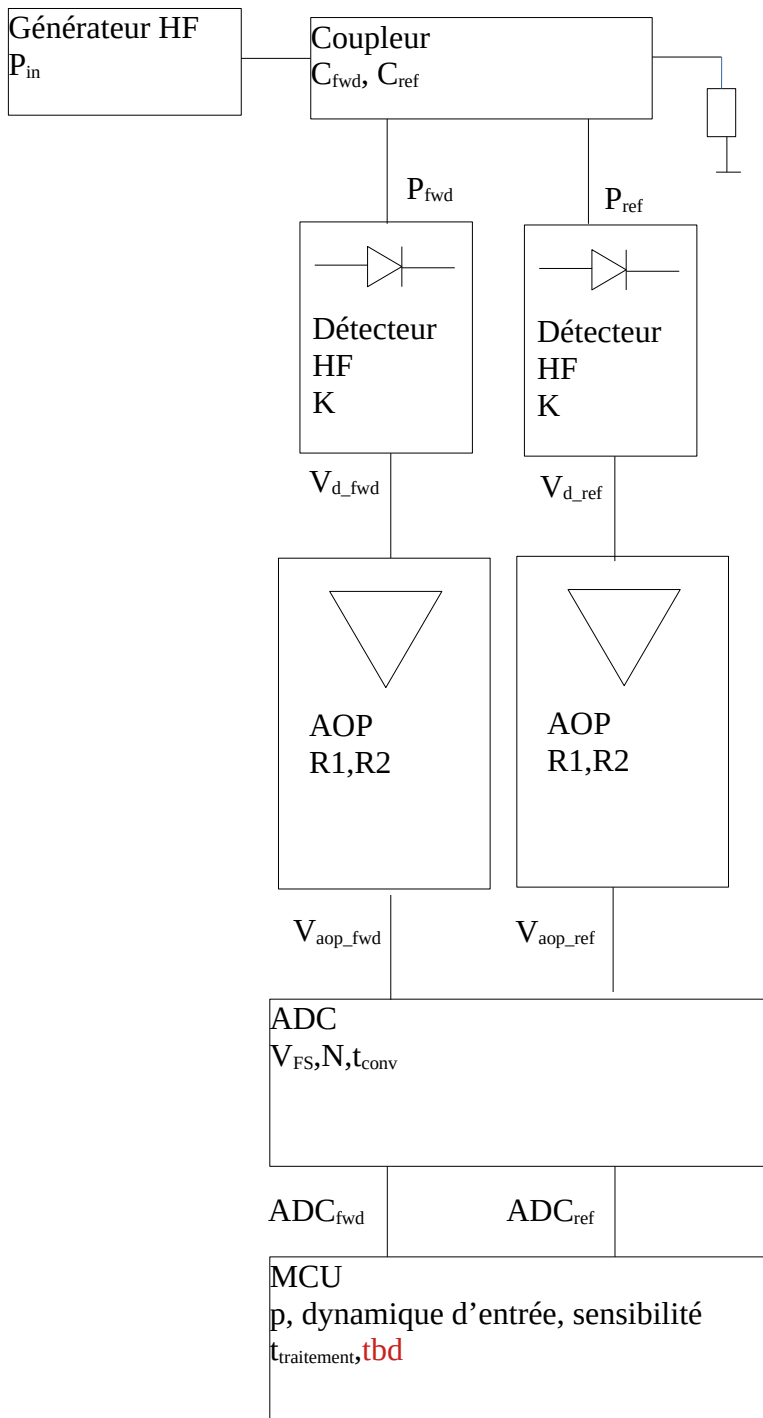 Générateur HF
Pin
Coupleur
Cfwd, Cref
Pfwd
Pref
Détecteur
HF
K
Détecteur
HF
K
Vd_fwd
Vd_ref
AOP
R1,R2
AOP
R1,R2
Vaop_fwd
Vaop_ref
ADC
VFS,N,tconv
ADCfwd
ADCref
MCU
p, dynamique d’entrée, sensibilité
ttraitement,tbd